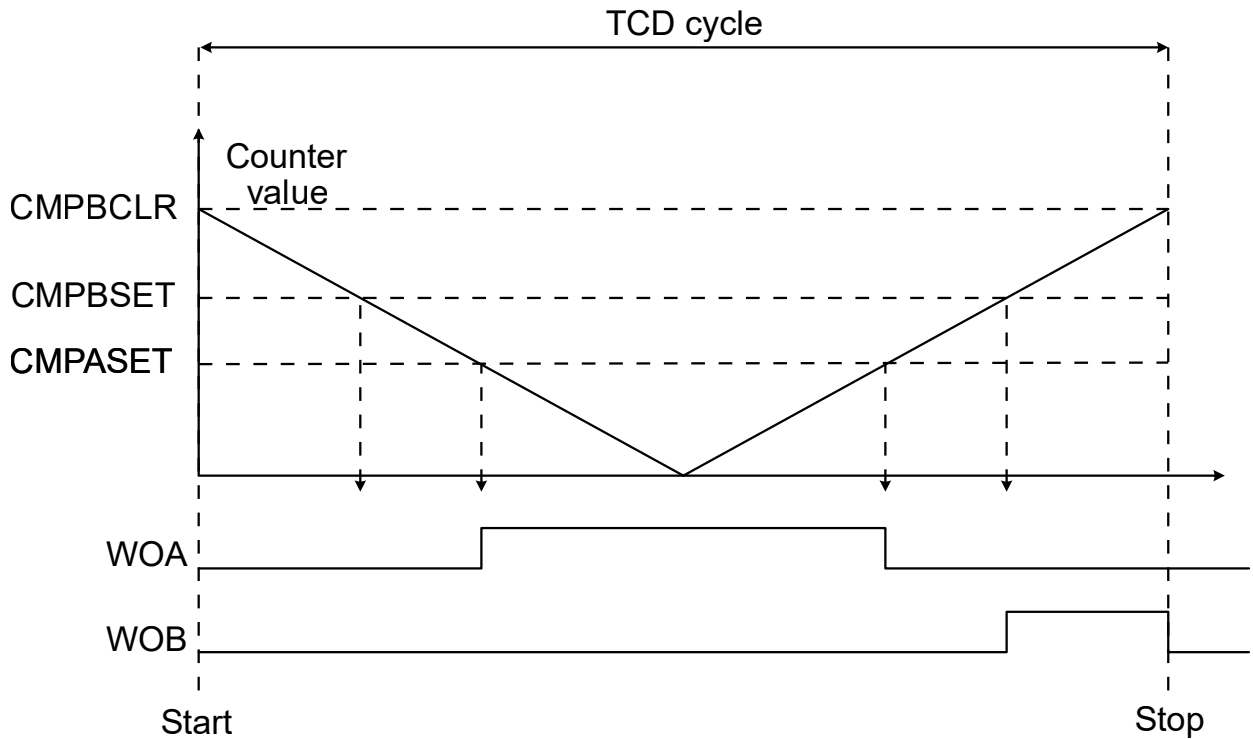 TCD cycle
Counter
value
CMPBCLR
CMPBSET
CMPASET
WOA
WOB
Start
Stop